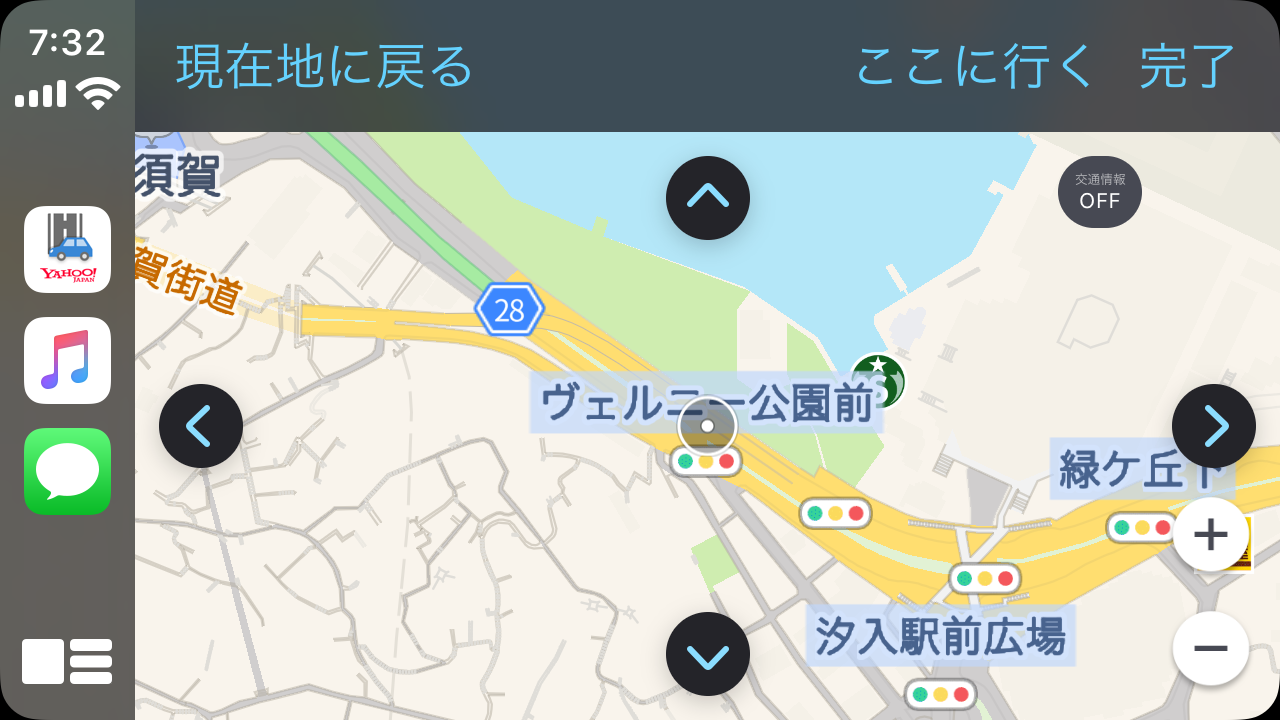 7:32
現在地に戻る
ここに行く
完了
須賀
交通情報
OFF
YAHOO!
JAPAN
賀街道
28
ヴェルニー公園前
緑ケ丘下
+
−
汐入駅前広場